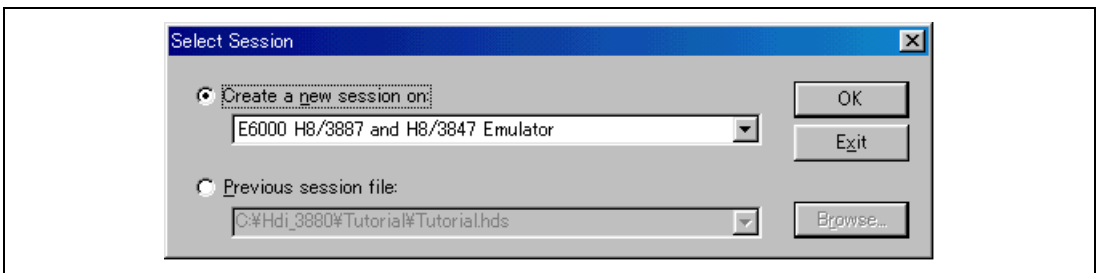 Select Session
Create a new session on:
OK
E6000 H8/3887 and H8/3847 Emulator
Exit
Previous session file:
C:¥Hdi_3880¥Tutorial¥Tutorial.hds
Browse...